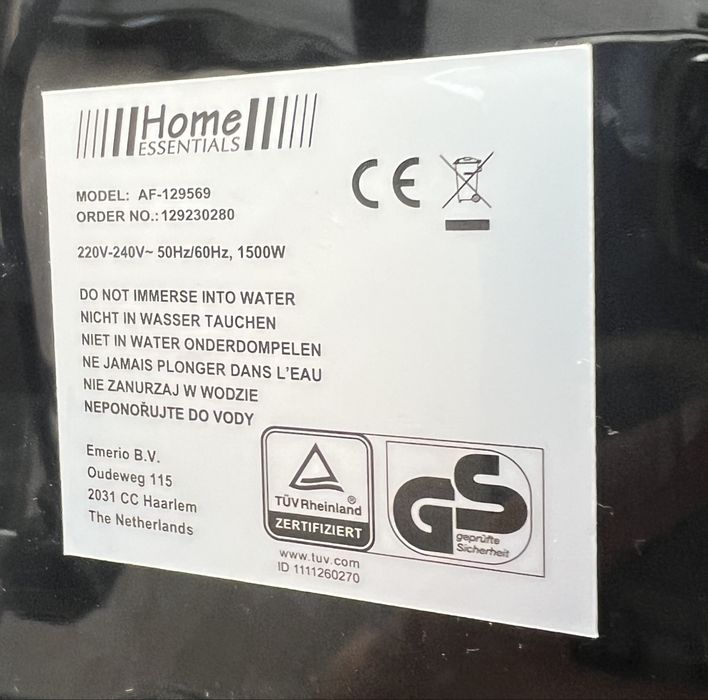 Home
ESSENTIALS
CE
MODEL: AF-129569
ORDER NO.: 129230280
220V-240V~ 50Hz/60Hz, 1500W
DO NOT IMMERSE INTO WATER
NICHT IN WASSER TAUCHEN
NIET IN WATER ONDERDOMPELEN
NE JAMAIS PLONGER DANS L'EAU
NIE ZANURZAJ W WODZIE
NEPONOŘUJTE DO VODY
Emerio B.V.
Oudeweg 115
2031 CC Haarlem
The Netherlands
TÜVRheinland®
ZERTIFIZIERT
www.tuv.com
ID 1111260270
GS
geprüfte
Sicherheit